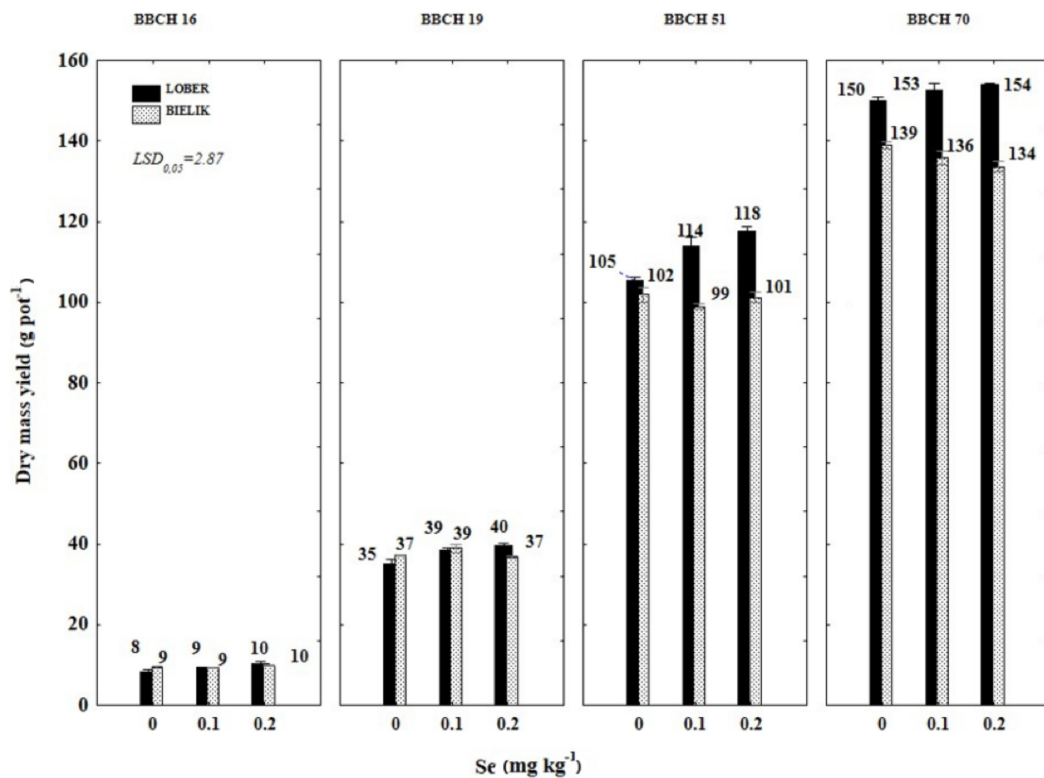 BBCH 16 BBCH 19 BBCH 51 BBCH 70
160
140
120
100
80
60
40
20
0
Dry mass yield (g pot⁻¹)
LOBER
BIELIK
LSD₀,₀₅=2.87
8 9 9 9 10 10
0 0.1 0.2
35 37 39 39 40 37
0 0.1 0.2
105 102 114 99 118 101
0 0.1 0.2
150 139 153 136 154 134
0 0.1 0.2
Se (mg kg⁻¹)